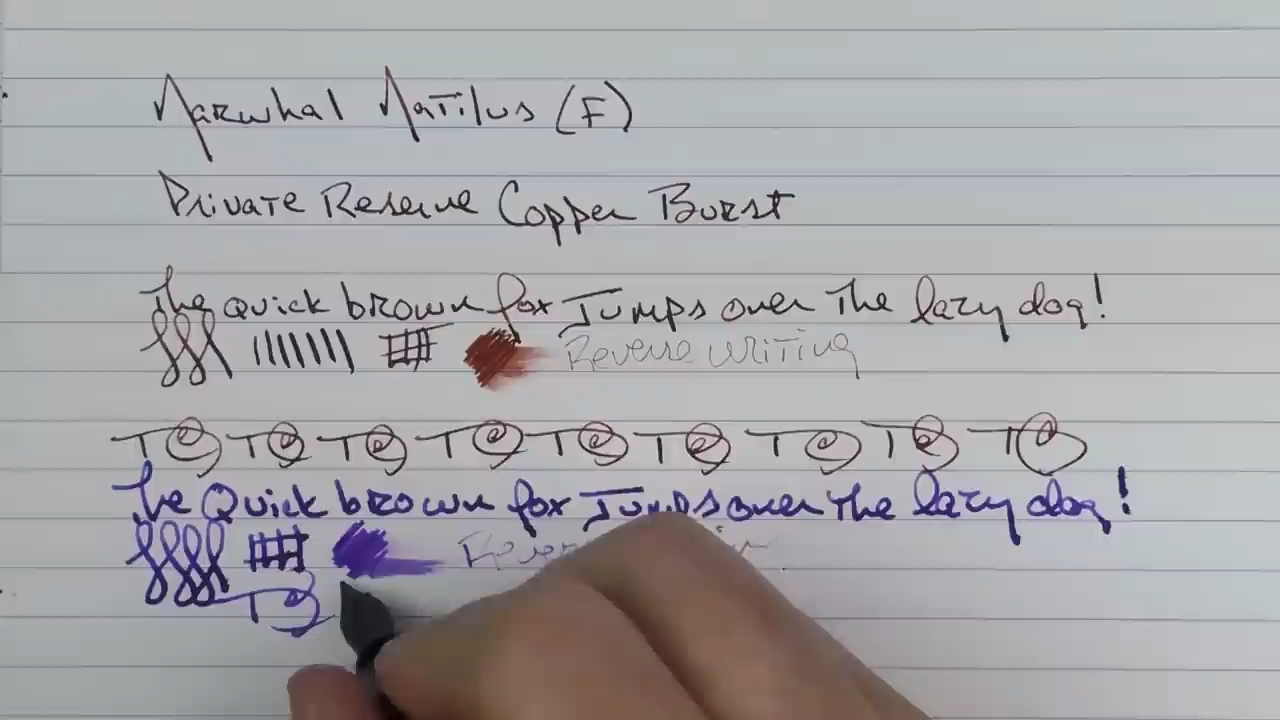 Narwhal Natilus (F)
Private Reserve Copper Burst
The Quick brown fox Jumps over The lazy dog!
Reverse writing
The Quick brown fox Jumps over The lazy dog!